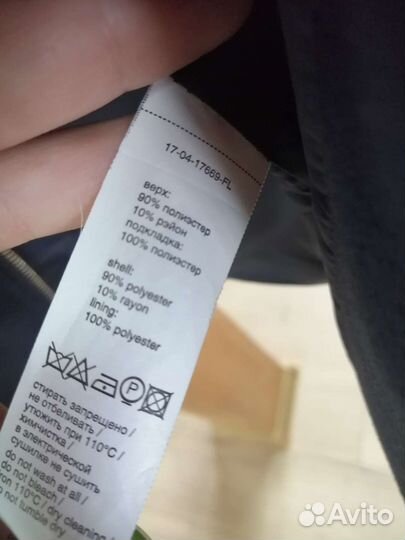 17-04-17669-FL
верх:
90% полиэстер
10% рэйон
подкладка:
100% полиэстер
shell:
90% polyester
10% rayon
lining:
100% polyester
P
стирать запрещено /
не отбеливать /
утюжить при 110°С /
химчистка /
в электрической
сушилке не сушить
do not wash at all /
do not bleach /
iron 110°C / dry cleaning /
do not tumble dry
Avito